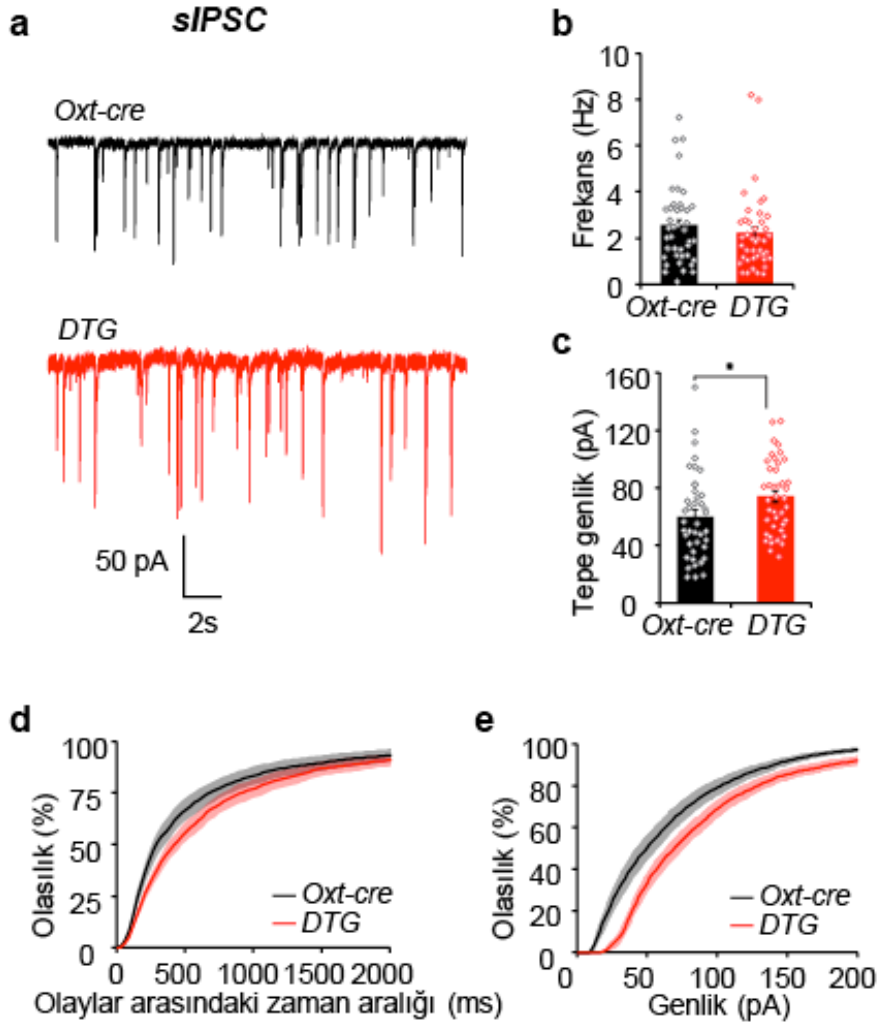 a
sIPSC
Oxt-cre
DTG
50 pA
2s
b
Frekans (Hz)
10
8
6
4
2
0
Oxt-cre DTG
c
*
Tepe genlik (pA)
160
120
80
40
0
Oxt-cre DTG
d
Olasılık (%)
100
75
50
25
0
Oxt-cre
DTG
0 500 1000 1500 2000
Olaylar arasındaki zaman aralığı (ms)
e
Olasılık (%)
100
80
60
40
20
0
Oxt-cre
DTG
0 50 100 150 200
Genlik (pA)